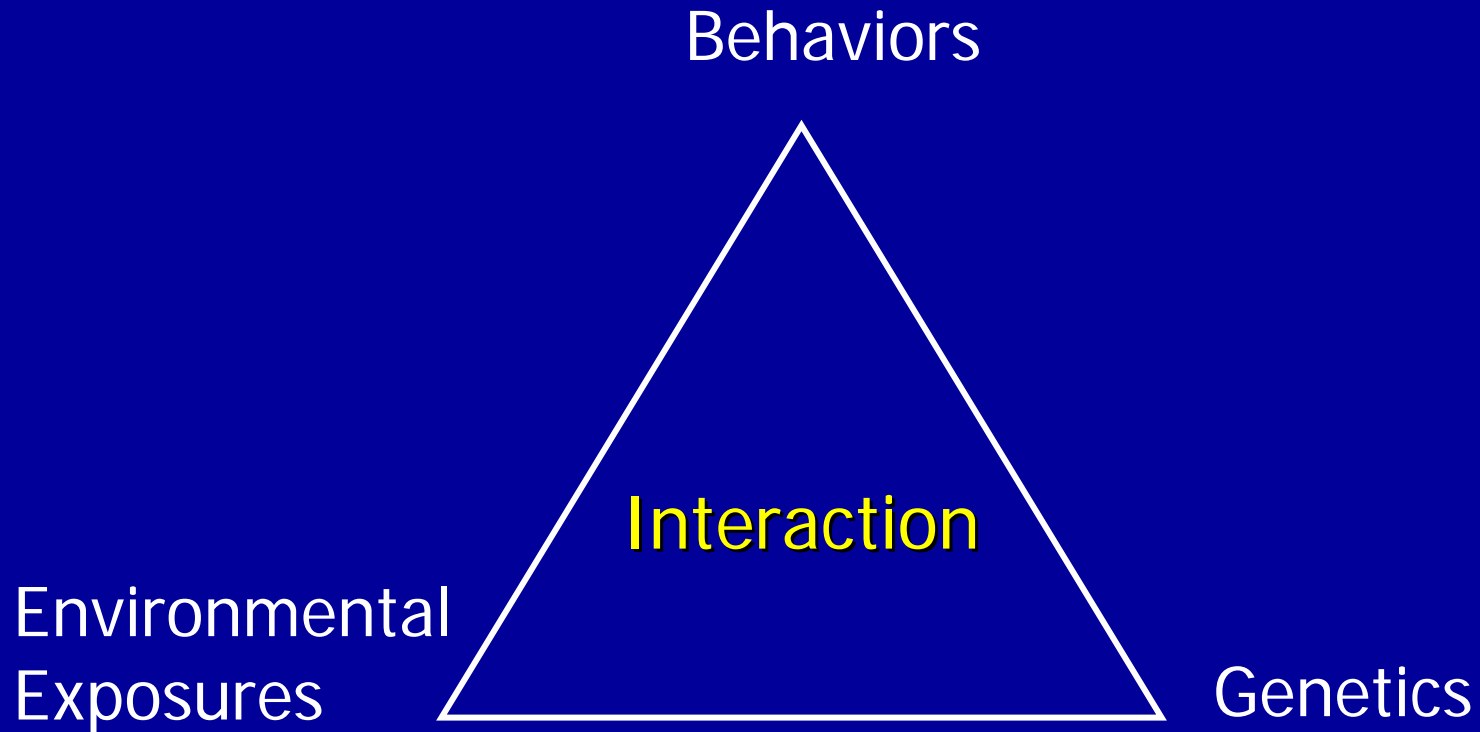 Behaviors
Interaction
Environmental
Exposures
Genetics